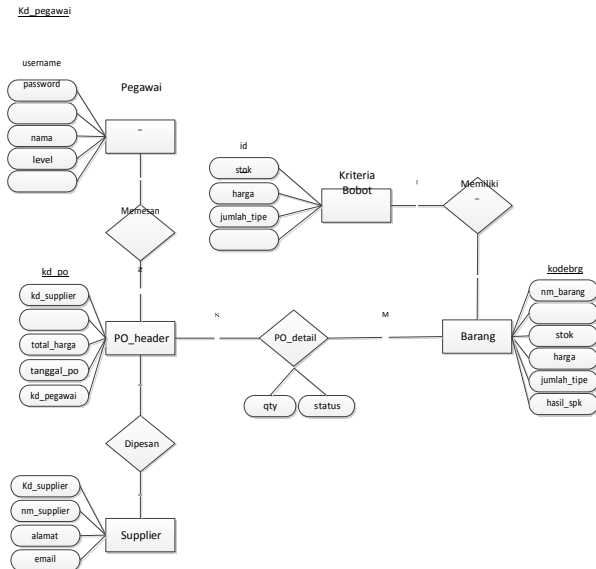 Kd_pegawai
username
password
nama
level
Pegawai
Memesan
N
id
stok
harga
jumlah_tipe
Kriteria
Bobot
Memiliki
kd_po
kd_supplier
total_harga
tanggal_po
kd_pegawai
PO_header
N
PO_detail
M
qty
status
Barang
kodebrg
nm_barang
stok
harga
jumlah_tipe
hasil_spk
Dipesan
Kd_supplier
nm_supplier
alamat
email
Supplier